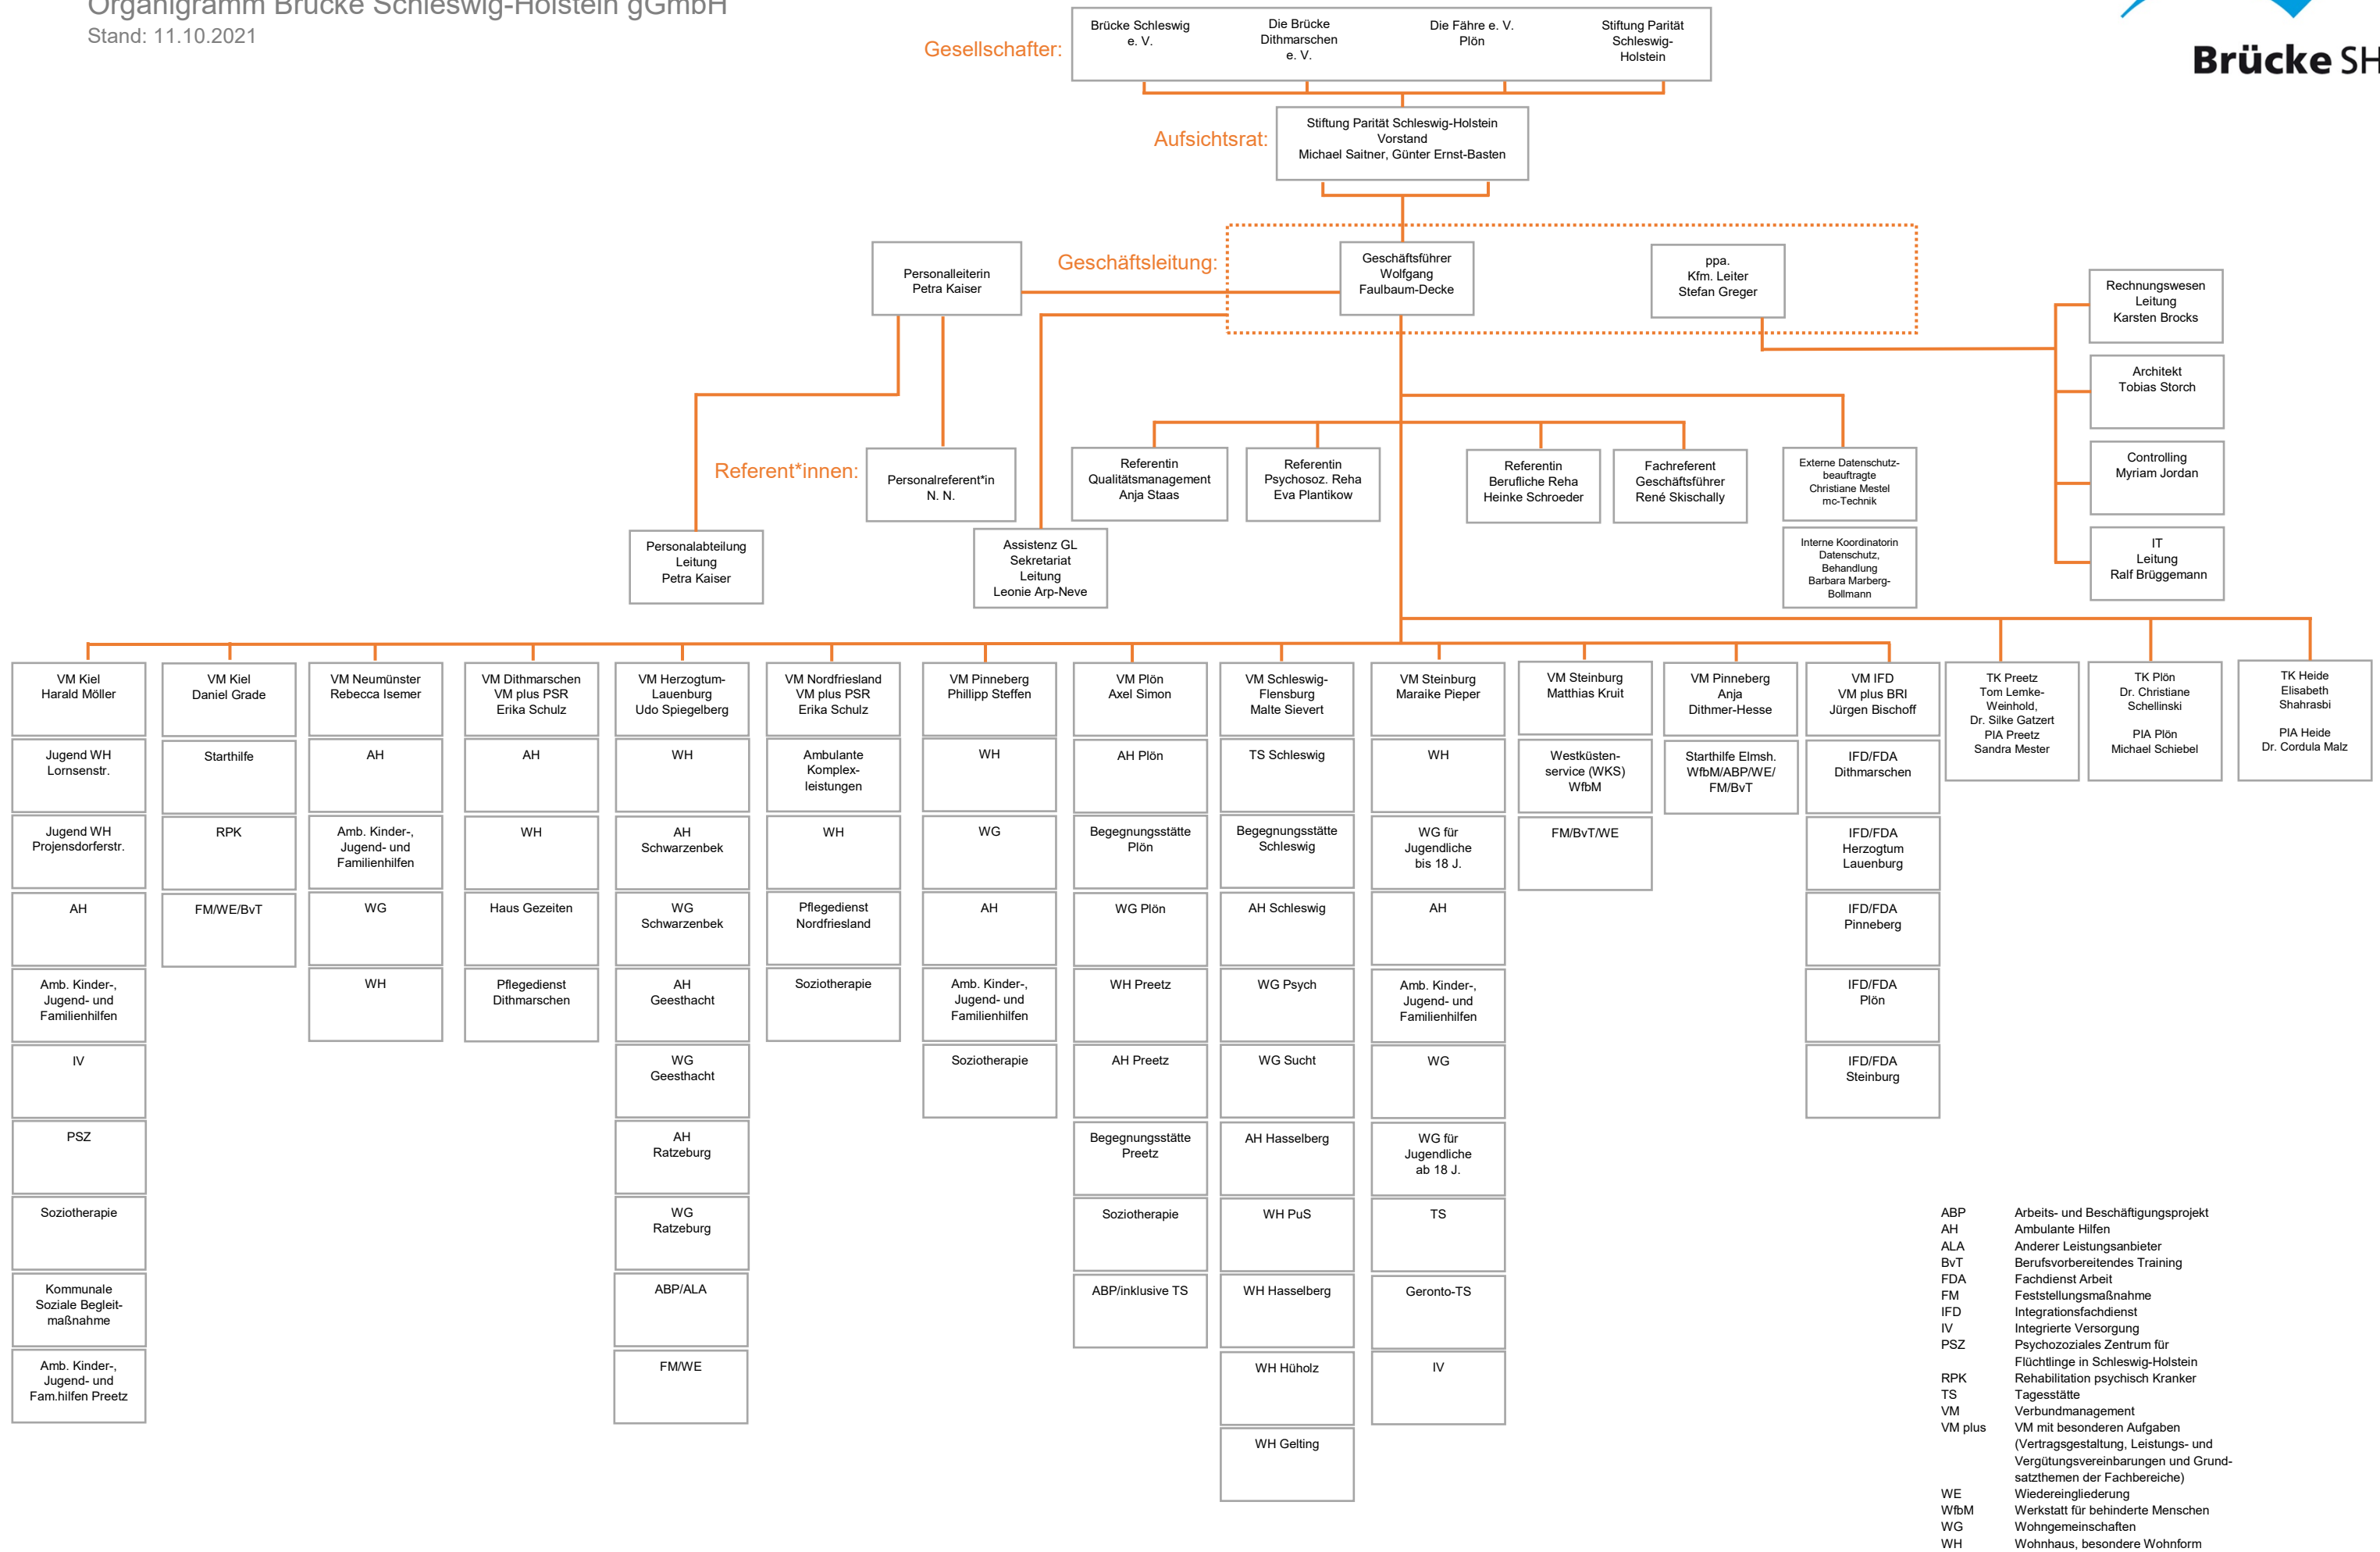 Organigramm Brücke Schleswig-Holstein gGmbH
Stand: 11.10.2021
Brücke SH
Gesellschafter:
Brücke Schleswig
e. V.
Die Brücke
Dithmarschen
e. V.
Die Fähre e. V.
Plön
Stiftung Parität
Schleswig-
Holstein
Aufsichtsrat:
Stiftung Parität Schleswig-Holstein
Vorstand
Michael Saitner, Günter Ernst-Basten
Geschäftsleitung:
Personalleiterin
Petra Kaiser
Geschäftsführer
Wolfgang
Faulbaum-Decke
ppa.
Kfm. Leiter
Stefan Greger
Rechnungswesen
Leitung
Karsten Brocks
Architekt
Tobias Storch
Controlling
Myriam Jordan
IT
Leitung
Ralf Brüggemann
Referent*innen:
Personalreferent*in
N. N.
Referentin
Qualitätsmanagement
Anja Staas
Referentin
Psychosoz. Reha
Eva Plantikow
Referentin
Berufliche Reha
Heinke Schroeder
Fachreferent
Geschäftsführer
René Skischally
Externe Datenschutz-
beauftragte
Christiane Mestel
mc-Technik
Interne Koordinatorin
Datenschutz,
Behandlung
Barbara Marberg-
Bollmann
Personalabteilung
Leitung
Petra Kaiser
Assistenz GL
Sekretariat
Leitung
Leonie Arp-Neve
VM Kiel
Harald Möller
Jugend WH
Lornsenstr.
Jugend WH
Projensdorferstr.
AH
Amb. Kinder-,
Jugend- und
Familienhilfen
IV
PSZ
Soziotherapie
Kommunale
Soziale Begleit-
maßnahme
Amb. Kinder-,
Jugend- und
Fam.hilfen Preetz
VM Kiel
Daniel Grade
Starthilfe
RPK
FM/WE/BvT
VM Neumünster
Rebecca Isemer
AH
Amb. Kinder-,
Jugend- und
Familienhilfen
WG
WH
VM Dithmarschen
VM plus PSR
Erika Schulz
AH
WH
Haus Gezeiten
Pflegedienst
Dithmarschen
VM Herzogtum-
Lauenburg
Udo Spiegelberg
WH
AH
Schwarzenbek
WG
Schwarzenbek
AH
Geesthacht
WG
Geesthacht
AH
Ratzeburg
WG
Ratzeburg
ABP/ALA
FM/WE
VM Nordfriesland
VM plus PSR
Erika Schulz
Ambulante
Komplex-
leistungen
WH
Pflegedienst
Nordfriesland
Soziotherapie
VM Pinneberg
Phillipp Steffen
WH
WG
AH
Amb. Kinder-,
Jugend- und
Familienhilfen
Soziotherapie
VM Plön
Axel Simon
AH Plön
Begegnungsstätte
Plön
WG Plön
WH Preetz
AH Preetz
Begegnungsstätte
Preetz
Soziotherapie
ABP/inklusive TS
VM Schleswig-
Flensburg
Malte Sievert
TS Schleswig
Begegnungsstätte
Schleswig
AH Schleswig
WG Psych
WG Sucht
AH Hasselberg
WH PuS
WH Hasselberg
WH Hüholz
WH Gelting
VM Steinburg
Maraike Pieper
WH
WG für
Jugendliche
bis 18 J.
AH
Amb. Kinder-,
Jugend- und
Familienhilfen
WG
WG für
Jugendliche
ab 18 J.
TS
Geronto-TS
IV
VM Steinburg
Matthias Kruit
Westküsten-
service (WKS)
WfbM
FM/BvT/WE
VM Pinneberg
Anja
Dithmer-Hesse
Starthilfe Elmsh.
WfbM/ABP/WE/
FM/BvT
VM IFD
VM plus BRI
Jürgen Bischoff
IFD/FDA
Dithmarschen
IFD/FDA
Herzogtum
Lauenburg
IFD/FDA
Pinneberg
IFD/FDA
Plön
IFD/FDA
Steinburg
TK Preetz
Tom Lemke-
Weinhold,
Dr. Silke Gatzert
PIA Preetz
Sandra Mester
TK Plön
Dr. Christiane
Schellinski
PIA Plön
Michael Schiebel
TK Heide
Elisabeth
Shahrasbi
PIA Heide
Dr. Cordula Malz
ABP Arbeits- und Beschäftigungsprojekt
AH Ambulante Hilfen
ALA Anderer Leistungsanbieter
BvT Berufsvorbereitendes Training
FDA Fachdienst Arbeit
FM Feststellungsmaßnahme
IFD Integrationsfachdienst
IV Integrierte Versorgung
PSZ Psychozoziales Zentrum für
Flüchtlinge in Schleswig-Holstein
RPK Rehabilitation psychisch Kranker
TS Tagesstätte
VM Verbundmanagement
VM plus VM mit besonderen Aufgaben
(Vertragsgestaltung, Leistungs- und
Vergütungsvereinbarungen und Grund-
satzthemen der Fachbereiche)
WE Wiedereingliederung
WfbM Werkstatt für behinderte Menschen
WG Wohngemeinschaften
WH Wohnhaus, besondere Wohnform